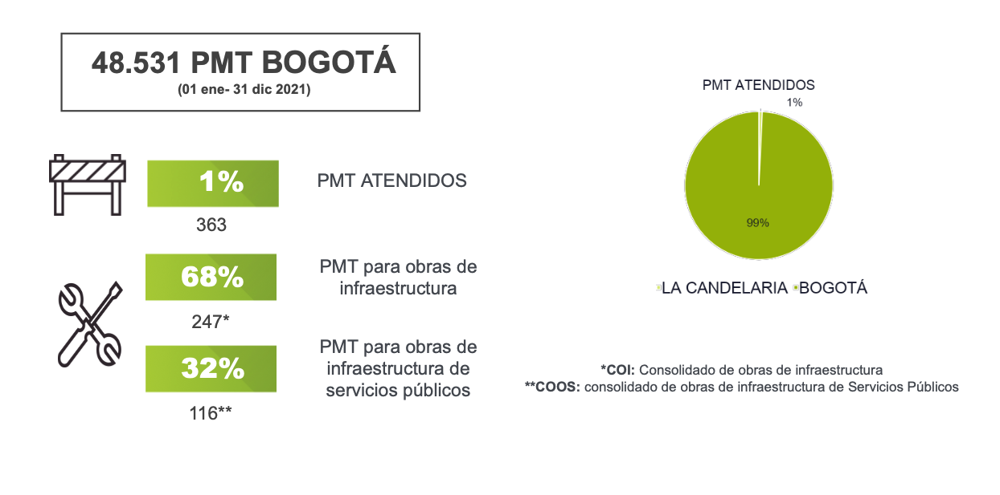 48.531 PMT BOGOTÁ
(01 ene- 31 dic 2021)
1%
PMT ATENDIDOS
363
68%
PMT para obras de
infraestructura
247*
32%
PMT para obras de
infraestructura de
servicios públicos
116**
PMT ATENDIDOS
1%
99%
LA CANDELARIA BOGOTÁ
*COI: Consolidado de obras de infraestructura
**COOS: consolidado de obras de infraestructura de Servicios Públicos